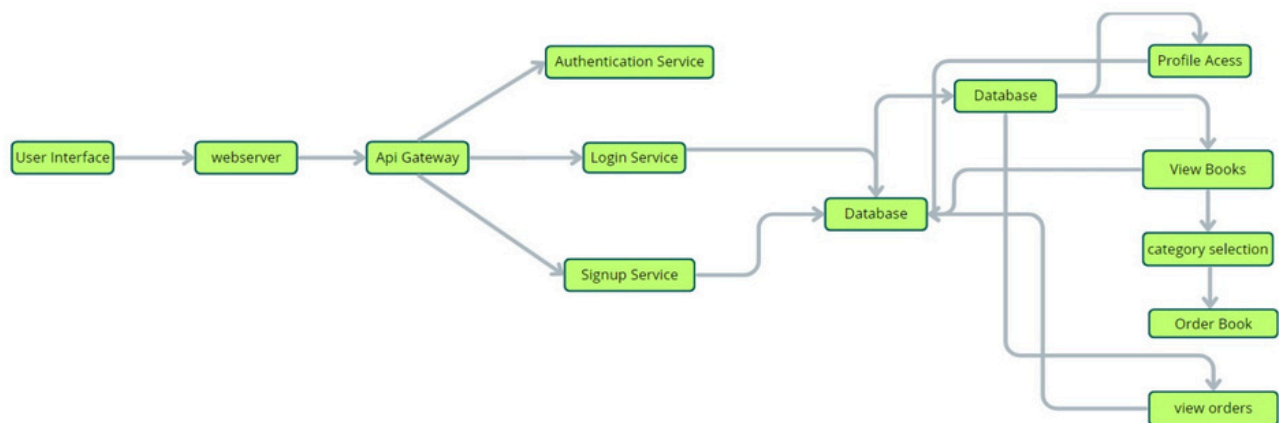 User Interface
webserver
Api Gateway
Authentication Service
Login Service
Signup Service
Database
Database
Profile Acess
View Books
category selection
Order Book
view orders